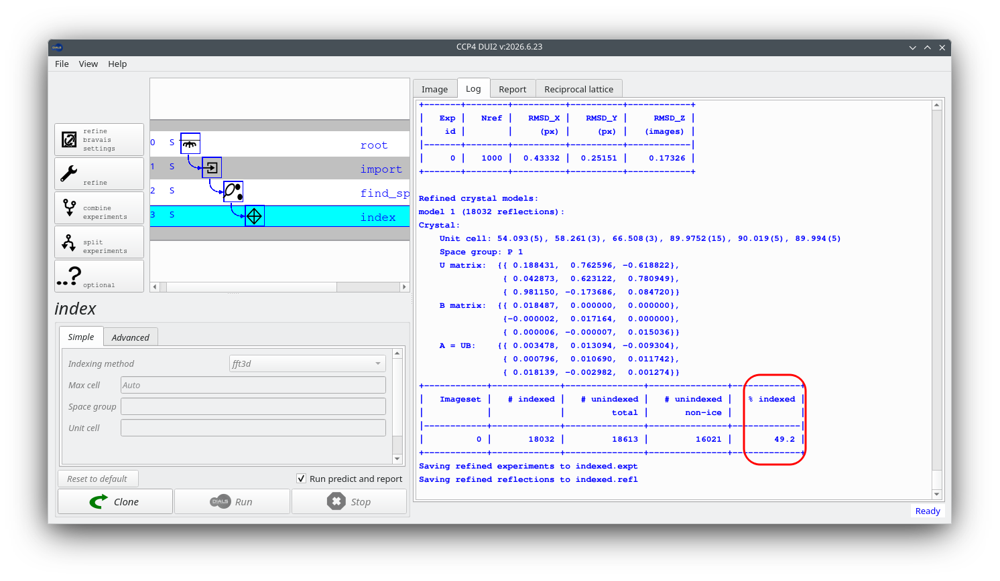 CCP4 DUI2 v:2026.6.23
File View Help
refine
bravais
settings
refine
combine
experiments
split
experiments
optional
0 S root
1 S import
2 S find_sp
3 S index
index
Simple Advanced
Indexing method fft3d
Max cell Auto
Space group
Unit cell
Reset to default Run predict and report
Clone DIALS Run Stop
Image Log Report Reciprocal lattice
+-------+--------+----------+----------+------------+
| Exp | Nref | RMSD_X | RMSD_Y | RMSD_Z |
| id | | (px) | (px) | (images) |
|-------+--------+----------+----------+------------|
| 0 | 1000 | 0.43332 | 0.25151 | 0.17326 |
+-------+--------+----------+----------+------------+
Refined crystal models:
model 1 (18032 reflections):
Crystal:
Unit cell: 54.093(5), 58.261(3), 66.508(3), 89.9752(15), 90.019(5), 89.994(5)
Space group: P 1
U matrix: {{ 0.188431, 0.762596, -0.618822},
{ 0.042873, 0.623122, 0.780949},
{ 0.981150, -0.173686, 0.084720}}
B matrix: {{ 0.018487, 0.000000, 0.000000},
{-0.000002, 0.017164, 0.000000},
{ 0.000006, -0.000007, 0.015036}}
A = UB: {{ 0.003478, 0.013094, -0.009304},
{ 0.000796, 0.010690, 0.011742},
{ 0.018139, -0.002982, 0.001274}}
+------------+-------------+---------------+---------------+-------------+
| Imageset | # indexed | # unindexed | # unindexed | % indexed |
| | | total | non-ice | |
|------------+-------------+---------------+---------------+-------------|
| 0 | 18032 | 18613 | 16021 | 49.2 |
+------------+-------------+---------------+---------------+-------------+
Saving refined experiments to indexed.expt
Saving refined reflections to indexed.refl
Ready